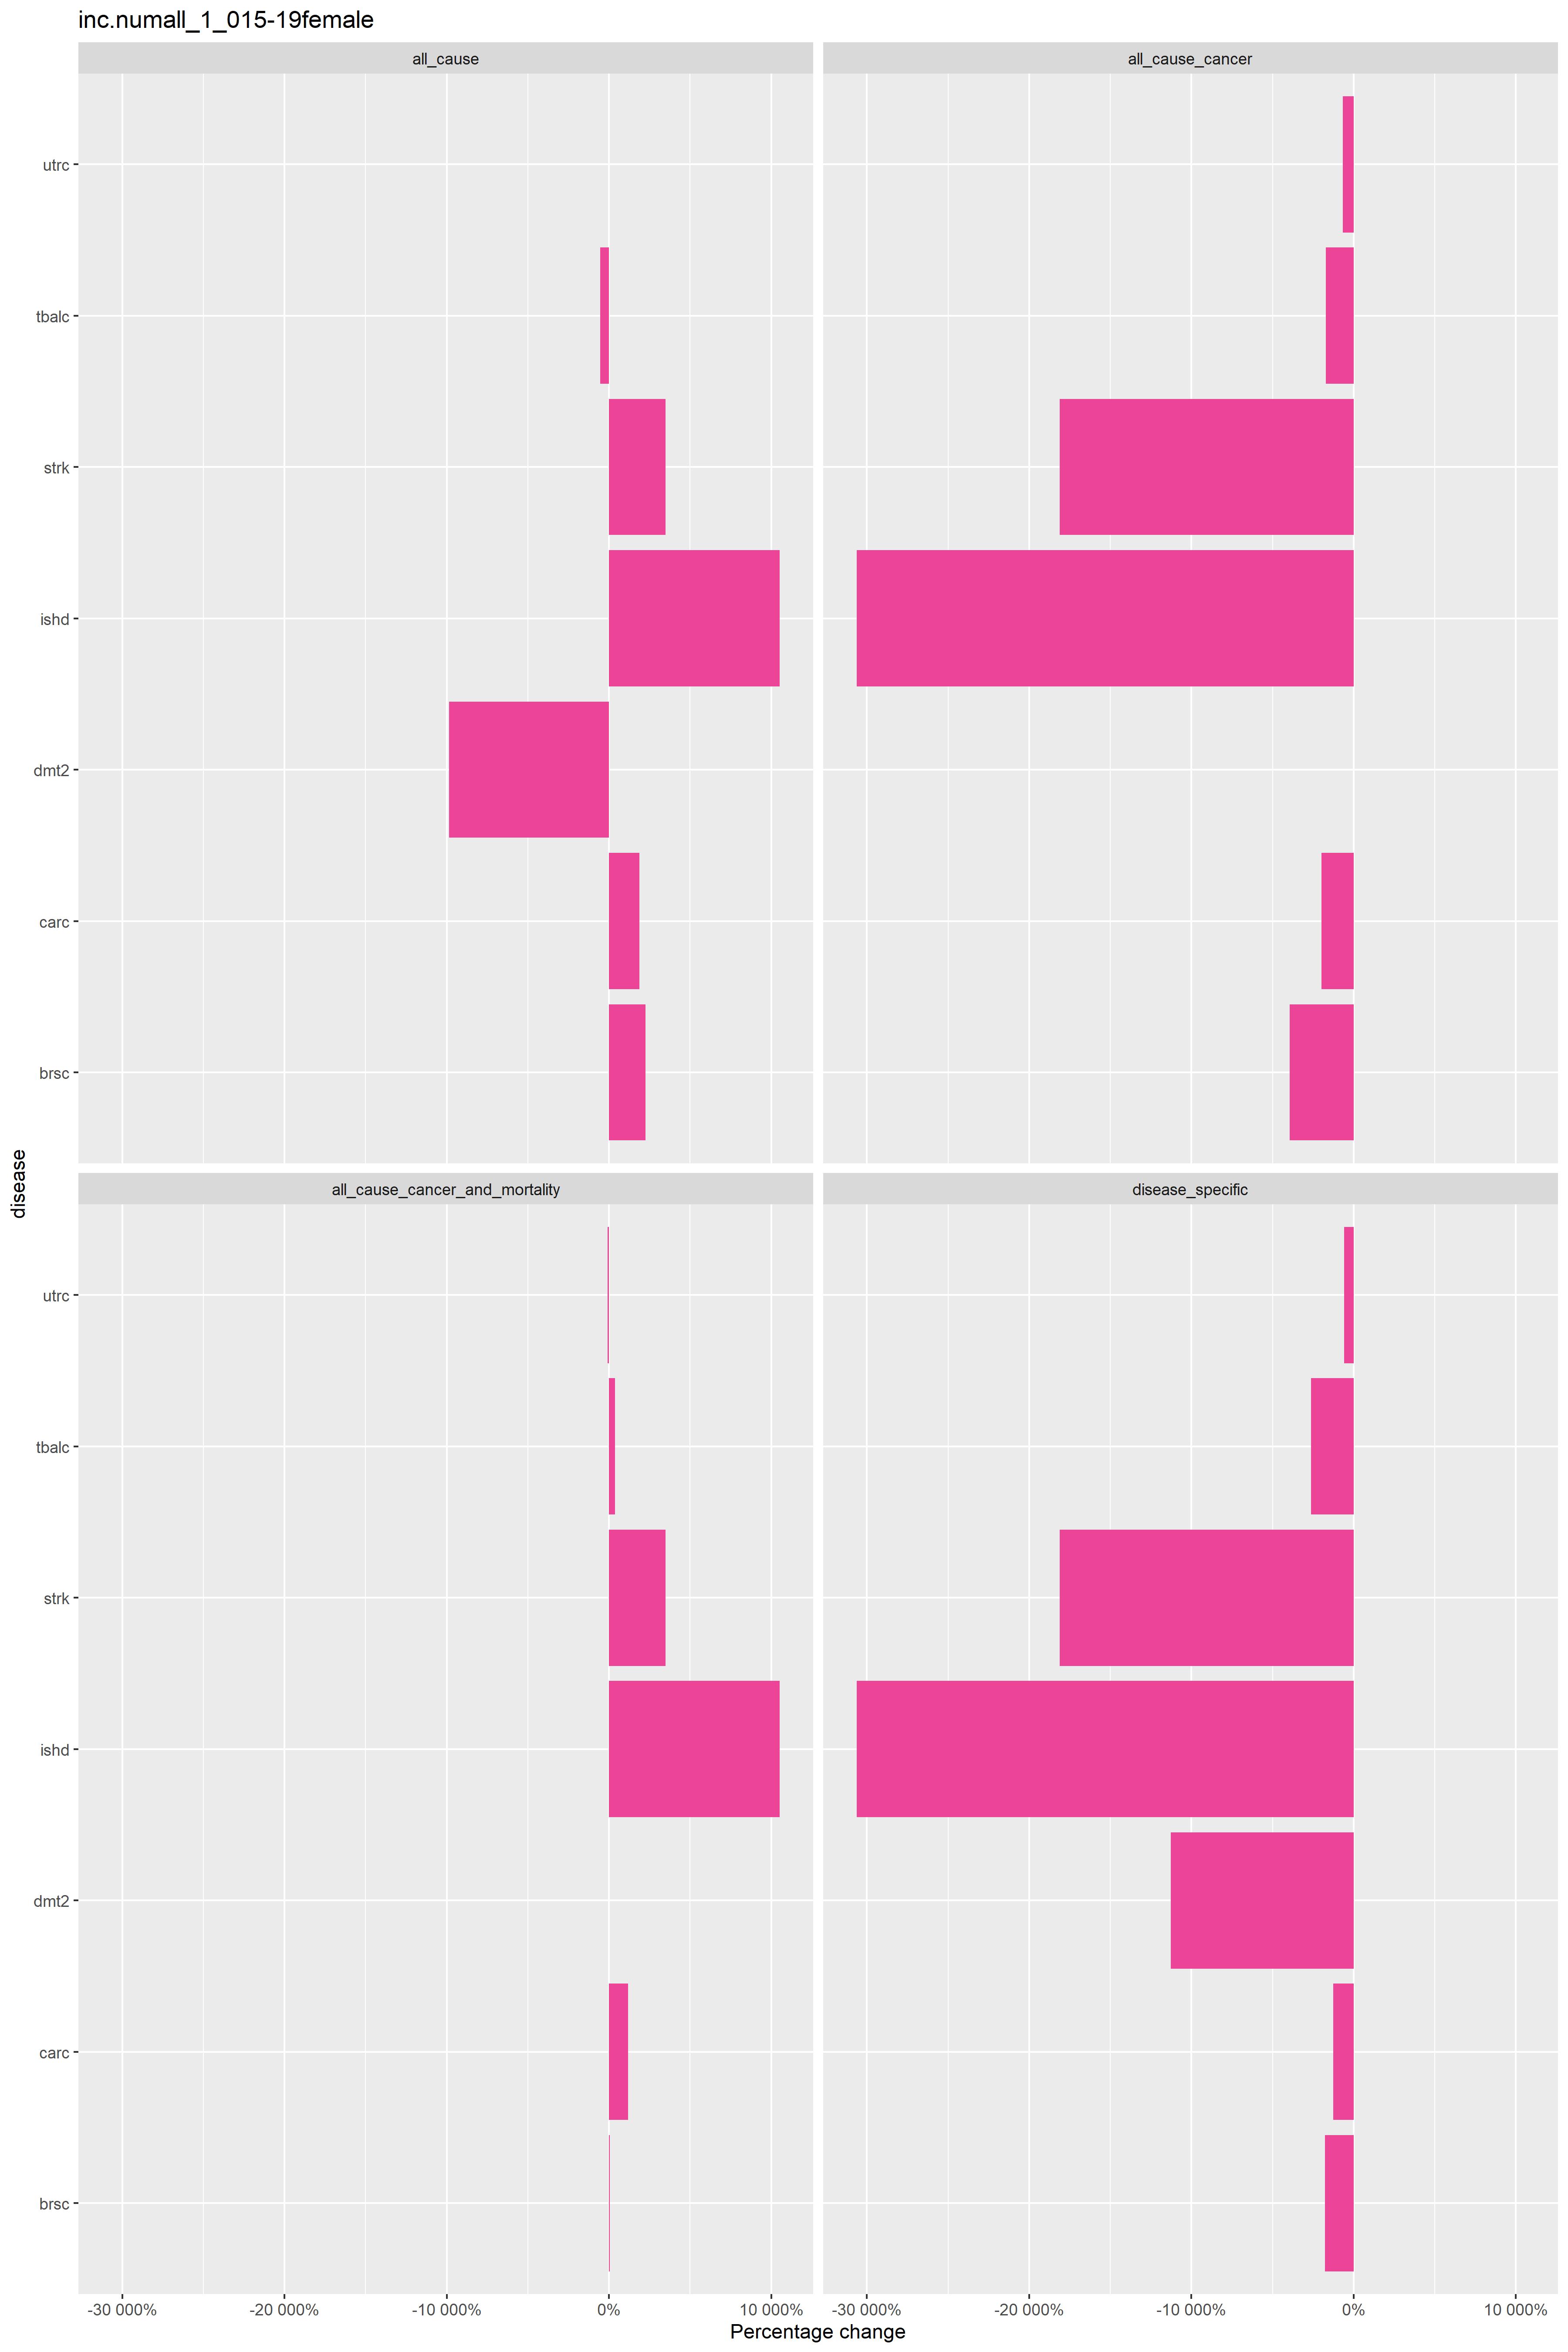 inc.numall_1_015-19female
all_cause
all_cause_cancer
utrc
tbalc
strk
ishd
dmt2
carc
brsc
disease
all_cause_cancer_and_mortality
disease_specific
utrc
tbalc
strk
ishd
dmt2
carc
brsc
-30 000% -20 000% -10 000% 0% 10 000% -30 000% -20 000% -10 000% 0% 10 000%
Percentage change